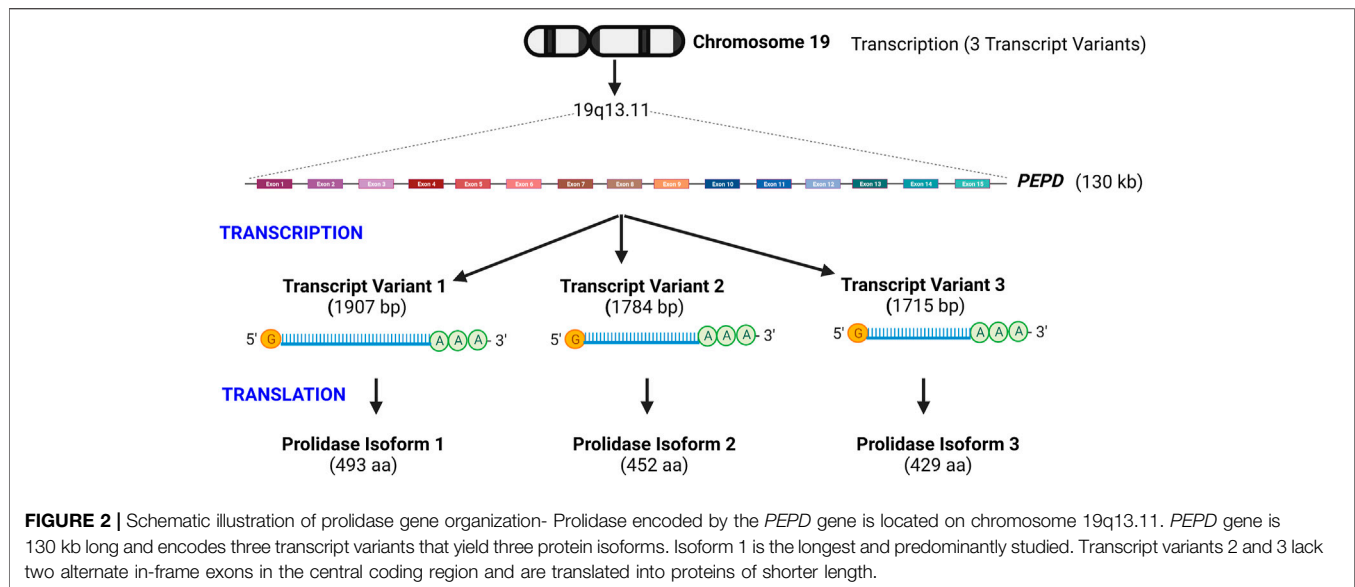 Chromosome 19 Transcription (3 Transcript Variants)
19q13.11
Exon 1 Exon 2 Exon 3 Exon 4 Exon 5 Exon 6 Exon 7 Exon 8 Exon 9 Exon 10 Exon 11 Exon 12 Exon 13 Exon 14 Exon 15 PEPD (130 kb)
TRANSCRIPTION
Transcript Variant 1 Transcript Variant 2 Transcript Variant 3
(1907 bp) (1784 bp) (1715 bp)
5' G A A A - 3' 5' G A A A - 3' 5' G A A A - 3'
TRANSLATION
Prolidase Isoform 1 Prolidase Isoform 2 Prolidase Isoform 3
(493 aa) (452 aa) (429 aa)
FIGURE 2 | Schematic illustration of prolidase gene organization- Prolidase encoded by the PEPD gene is located on chromosome 19q13.11. PEPD gene is
130 kb long and encodes three transcript variants that yield three protein isoforms. Isoform 1 is the longest and predominantly studied. Transcript variants 2 and 3 lack
two alternate in-frame exons in the central coding region and are translated into proteins of shorter length.